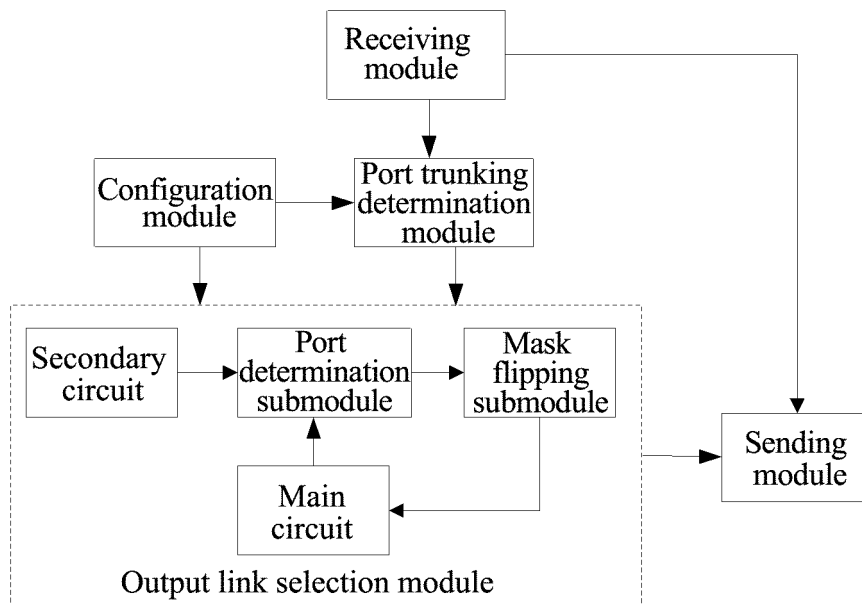 Receiving
module
Configuration
module
Port trunking
determination
module
Secondary
circuit
Port
determination
submodule
Mask
flipping
submodule
Sending
module
Main
circuit
Output link selection module